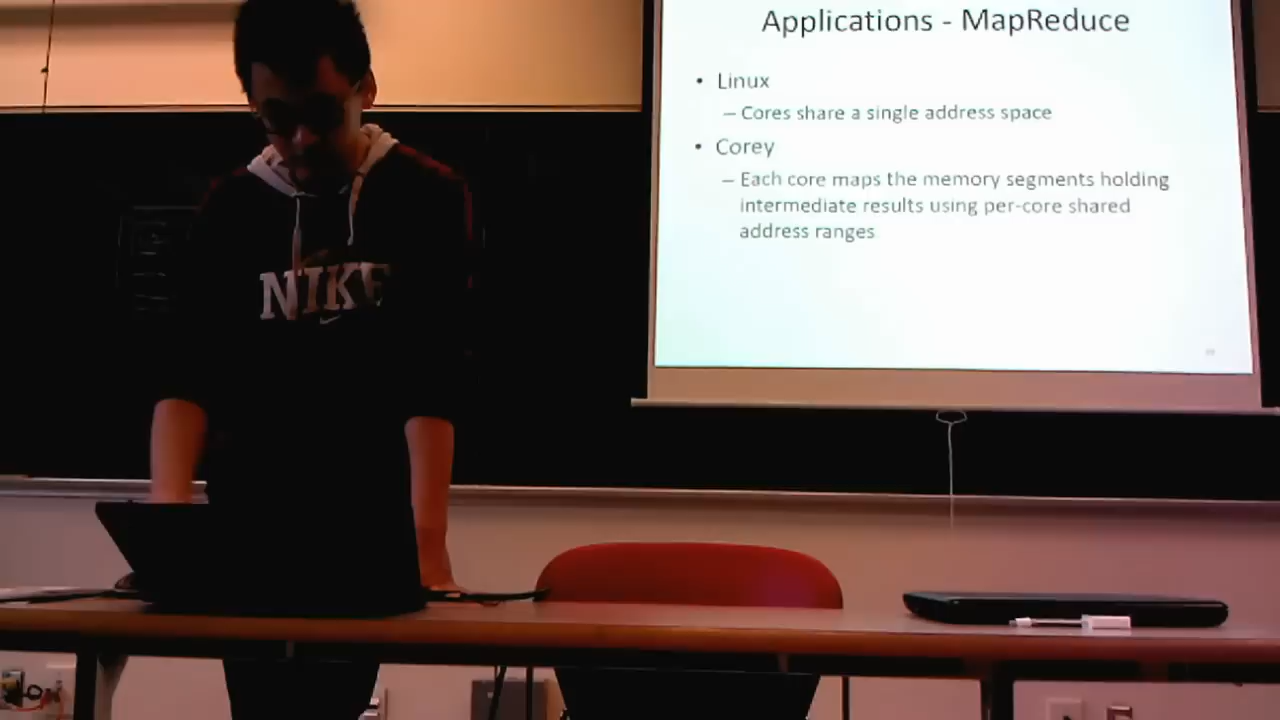 Applications - MapReduce
• Linux
– Cores share a single address space
• Corey
– Each core maps the memory segments holding
intermediate results using per-core shared
address ranges
NIKE